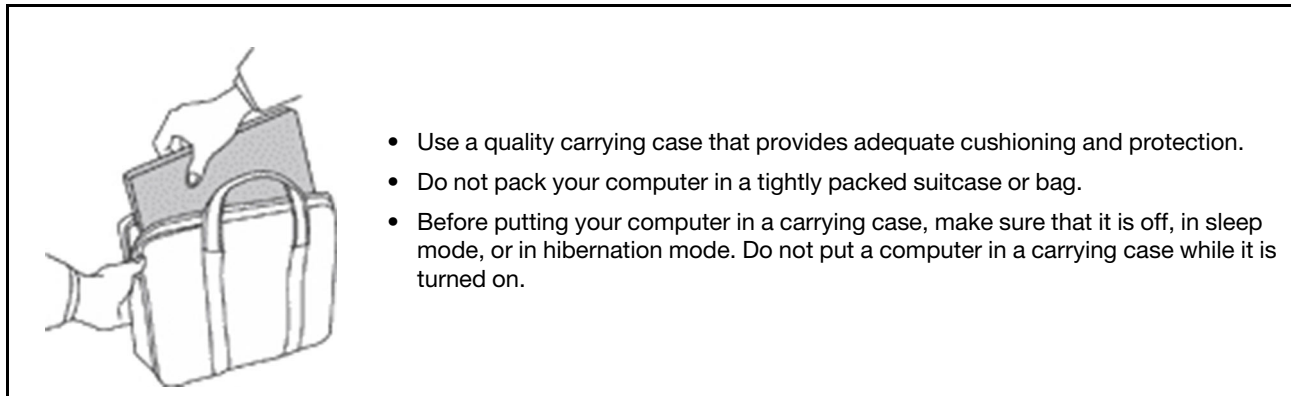 • Use a quality carrying case that provides adequate cushioning and protection.
• Do not pack your computer in a tightly packed suitcase or bag.
• Before putting your computer in a carrying case, make sure that it is off, in sleep
mode, or in hibernation mode. Do not put a computer in a carrying case while it is
turned on.